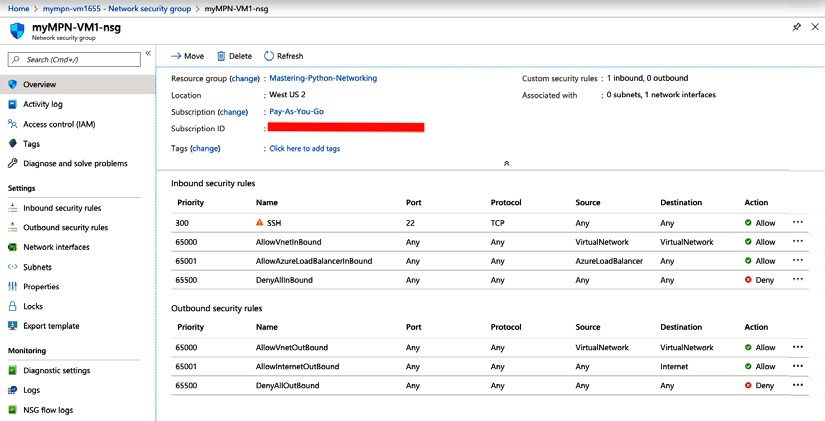 Home > mympn-vm1655 - Network security group > myMPN-VM1-nsg
myMPN-VM1-nsg
Network security group
Search (Cmd+/)
Overview
Activity log
Access control (IAM)
Tags
Diagnose and solve problems
Settings
Inbound security rules
Outbound security rules
Network interfaces
Subnets
Properties
Locks
Export template
Monitoring
Diagnostic settings
Logs
NSG flow logs
Move Delete Refresh
Resource group (change) : Mastering-Python-Networking
Location : West US 2
Subscription (change) : Pay-As-You-Go
Subscription ID :
Tags (change) : Click here to add tags
Custom security rules : 1 inbound, 0 outbound
Associated with : 0 subnets, 1 network interfaces
Inbound security rules
Priority Name Port Protocol Source Destination Action
300 SSH 22 TCP Any Any Allow
65000 AllowVnetInBound Any Any VirtualNetwork VirtualNetwork Allow
65001 AllowAzureLoadBalancerInBound Any Any AzureLoadBalancer Any Allow
65500 DenyAllInBound Any Any Any Any Deny
Outbound security rules
Priority Name Port Protocol Source Destination Action
65000 AllowVnetOutBound Any Any VirtualNetwork VirtualNetwork Allow
65001 AllowInternetOutBound Any Any Any Internet Allow
65500 DenyAllOutBound Any Any Any Any Deny